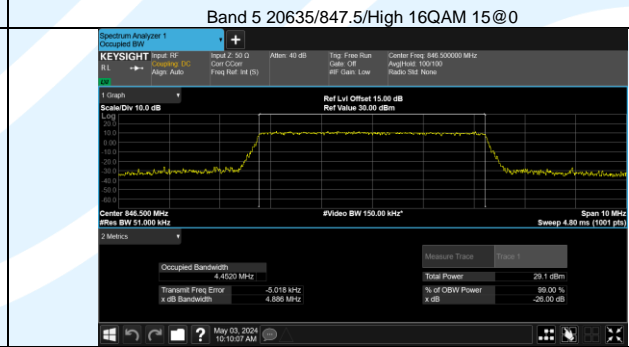 Band 5 20635/847.5/High 16QAM 15@0
Spectrum Analyzer 1
Occupied BW
+
KEYSIGHT Input: RF Input Z: 50 Ω Atten: 40 dB Trig: Free Run Center Freq: 846.500000 MHz
RL Coupling: DC Corr CCorr Gate: Off Avg|Hold: 100/100
Align: Auto Freq Ref: Int (S) #IF Gain: Low Radio Std: None
LXI
1 Graph
Ref Lvl Offset 15.00 dB
Scale/Div 10.0 dB Ref Value 30.00 dBm
Log
20.0
10.0
0.00
-10.0
-20.0
-30.0
-40.0
-50.0
-60.0
Center 846.500 MHz #Video BW 150.00 kHz* Span 10 MHz
#Res BW 51.000 kHz Sweep 4.80 ms (1001 pts)
2 Metrics
Measure Trace Trace 1
Occupied Bandwidth
4.4520 MHz Total Power 29.1 dBm
Transmit Freq Error -5.018 kHz % of OBW Power 99.00 %
x dB Bandwidth 4.886 MHz x dB -26.00 dB
? May 03, 2024
10:10:07 AM